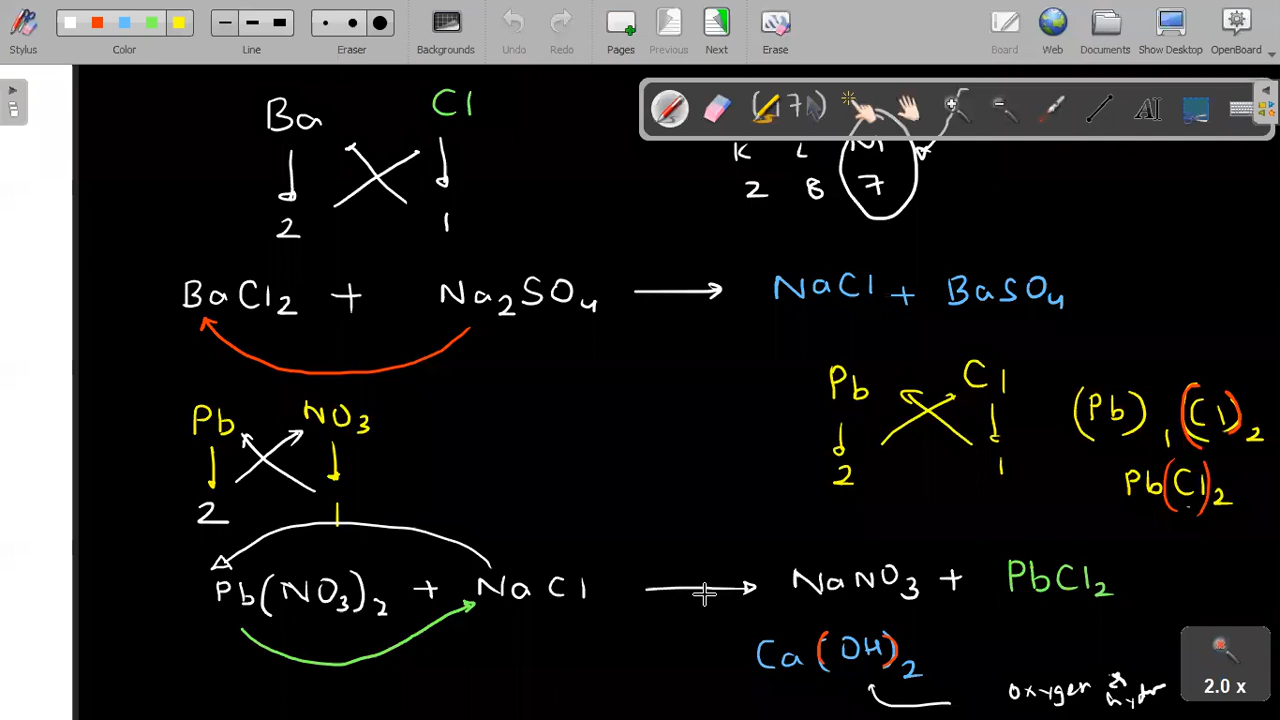 Stylus Color Line Eraser Backgrounds Undo Redo Pages Previous Next Erase Board Web Documents Show Desktop OpenBoard
Ba Cl
2 1
K L M
2 8 7
BaCl2 + Na2SO4 → NaCl + BaSO4
Pb NO3
2 1
Pb Cl
2 1
(Pb)1 (Cl)2
Pb(Cl)2
Pb(NO3)2 + NaCl → NaNO3 + PbCl2
Ca(OH)2
oxygen
2.0 x